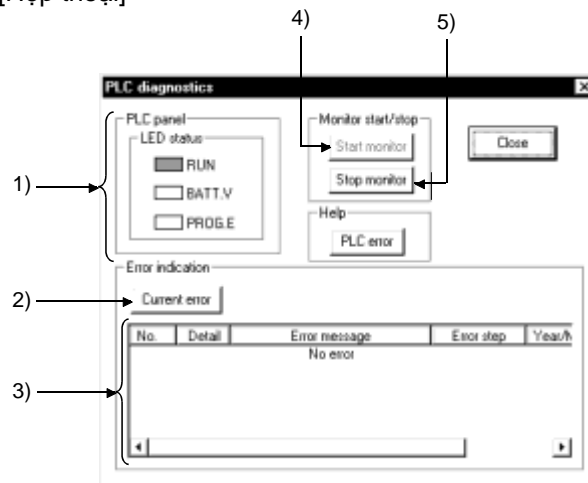 [Hộp thoại]
4)
5)
PLC diagnostics
PLC panel
LED status
RUN
BATT.V
PROG.E
Monitor start/stop
Start monitor
Stop monitor
Close
Help
PLC error
1)
Error indication
2)
Current error
No. Detail Error message Error step Year/M
No error
3)